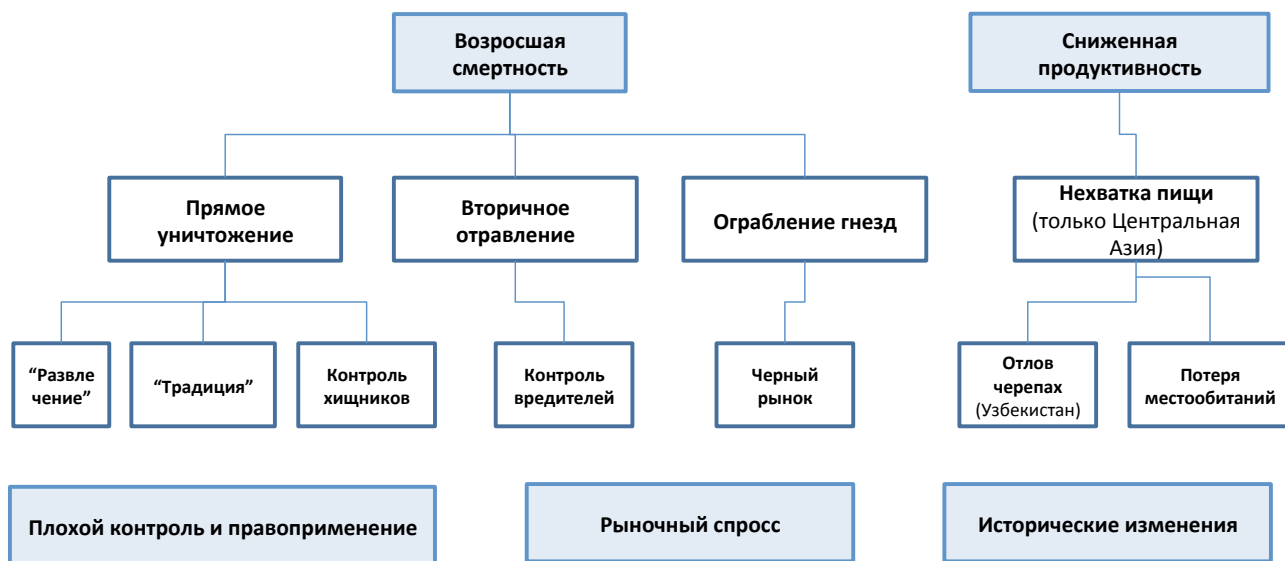 Возросшая
смертность
Сниженная
продуктивность
Прямое
уничтожение
Вторичное
отравление
Ограбление гнезд
Нехватка пищи
(только Центральная
Азия)
“Развле
чение”
“Традиция”
Контроль
хищников
Контроль
вредителей
Черный
рынок
Отлов
черепах
(Узбекистан)
Потеря
местообитаний
Плохой контроль и правоприменение
Рыночный спросс
Исторические изменения